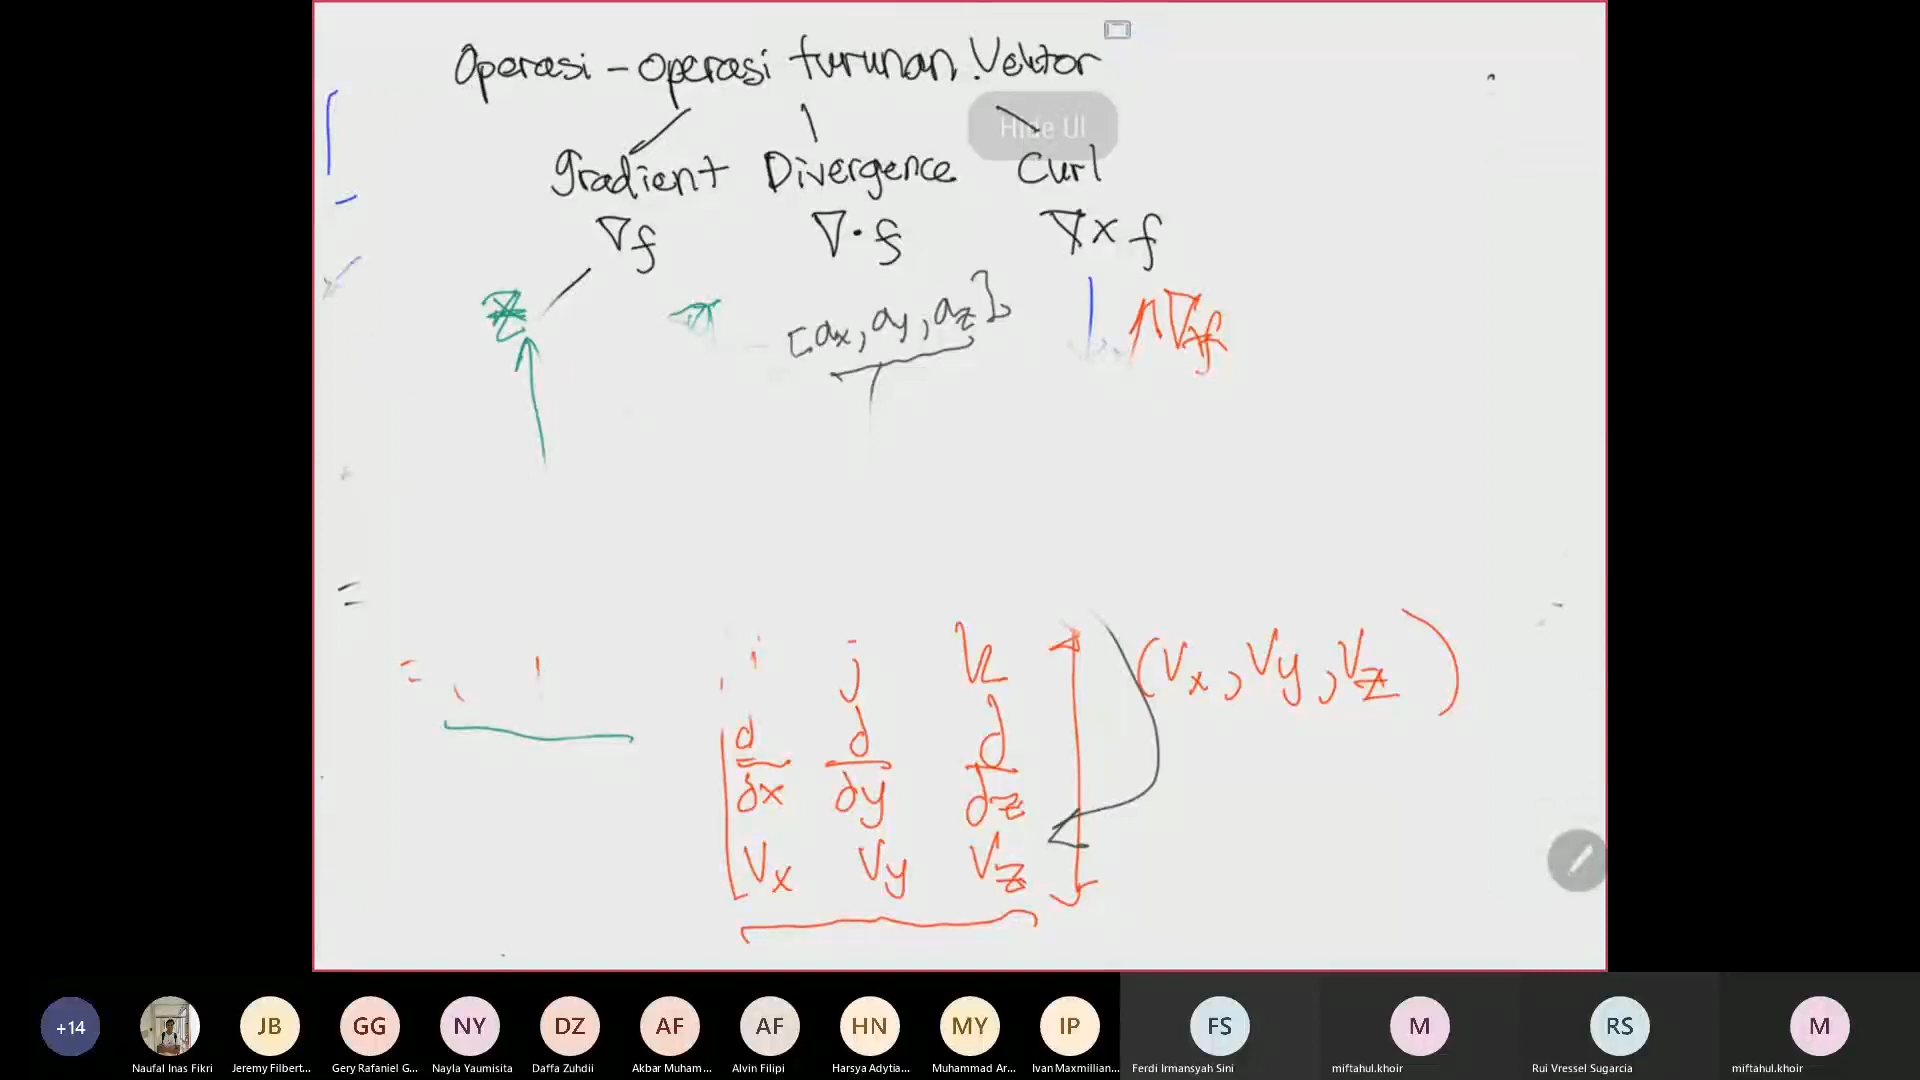 Operasi - operasi turunan Vektor
Hide UI
Gradient Divergence Curl
∇f ∇·f ∇x f
[ax, ay, az]
∇xf
=
=
i j k (Vx, Vy, Vz)
d d d
∂x ∂y ∂z
Vx Vy Vz
+14 JB GG NY DZ AF AF HN MY IP FS M RS M
Naufal Inas Fikri Jeremy Filbert... Gery Rafaniel G... Nayla Yaumisita Daffa Zuhdii Akbar Muham... Alvin Filipi Harsya Adytia... Muhammad Ar... Ivan Maxmillian... Ferdi Irmansyah Sini miftahul.khoir Rui Vressel Sugarcia miftahul.khoir